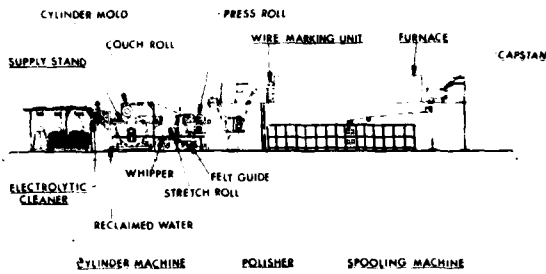 CYLINDER MOLD
PRESS ROLL
COUCH ROLL
WIRE MARKING UNIT
FURNACE
SUPPLY STAND
CAPSTAN
WHIPPER
FELT GUIDE
ELECTROLYTIC CLEANER
STRETCH ROLL
RECLAIMED WATER
CYLINDER MACHINE
POLISHER
SPOOLING MACHINE